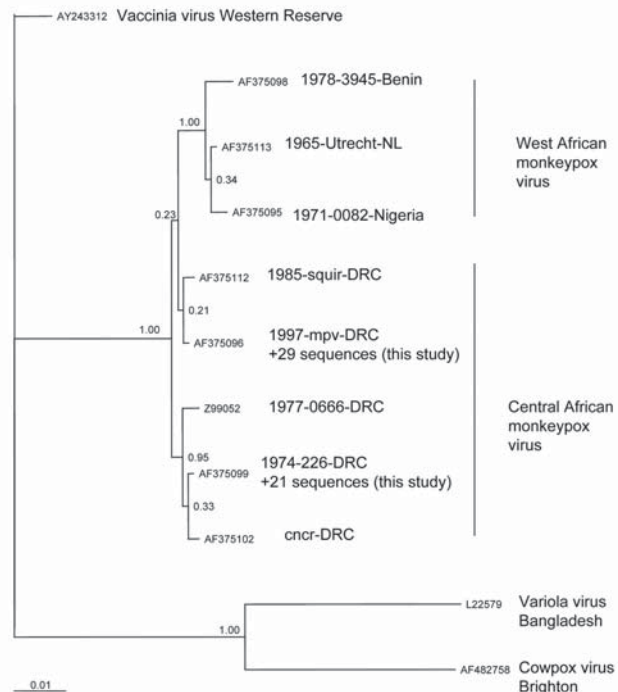 AY243312 Vaccinia virus Western Reserve
AF375098 1978-3945-Benin
1.00
West African
monkeypox
virus
AF375113 1965-Utrecht-NL
0.34
0.23
AF375095 1971-0082-Nigeria
AF375112 1985-squir-DRC
0.21
1.00
AF375096 1997-mpv-DRC
+29 sequences (this study)
Z99052 1977-0666-DRC
Central African
monkeypox
virus
0.95
AF375099 1974-226-DRC
+21 sequences (this study)
0.33
AF375102 cncr-DRC
L22579 Variola virus
Bangladesh
1.00
AF482758 Cowpox virus
Brighton
0.01